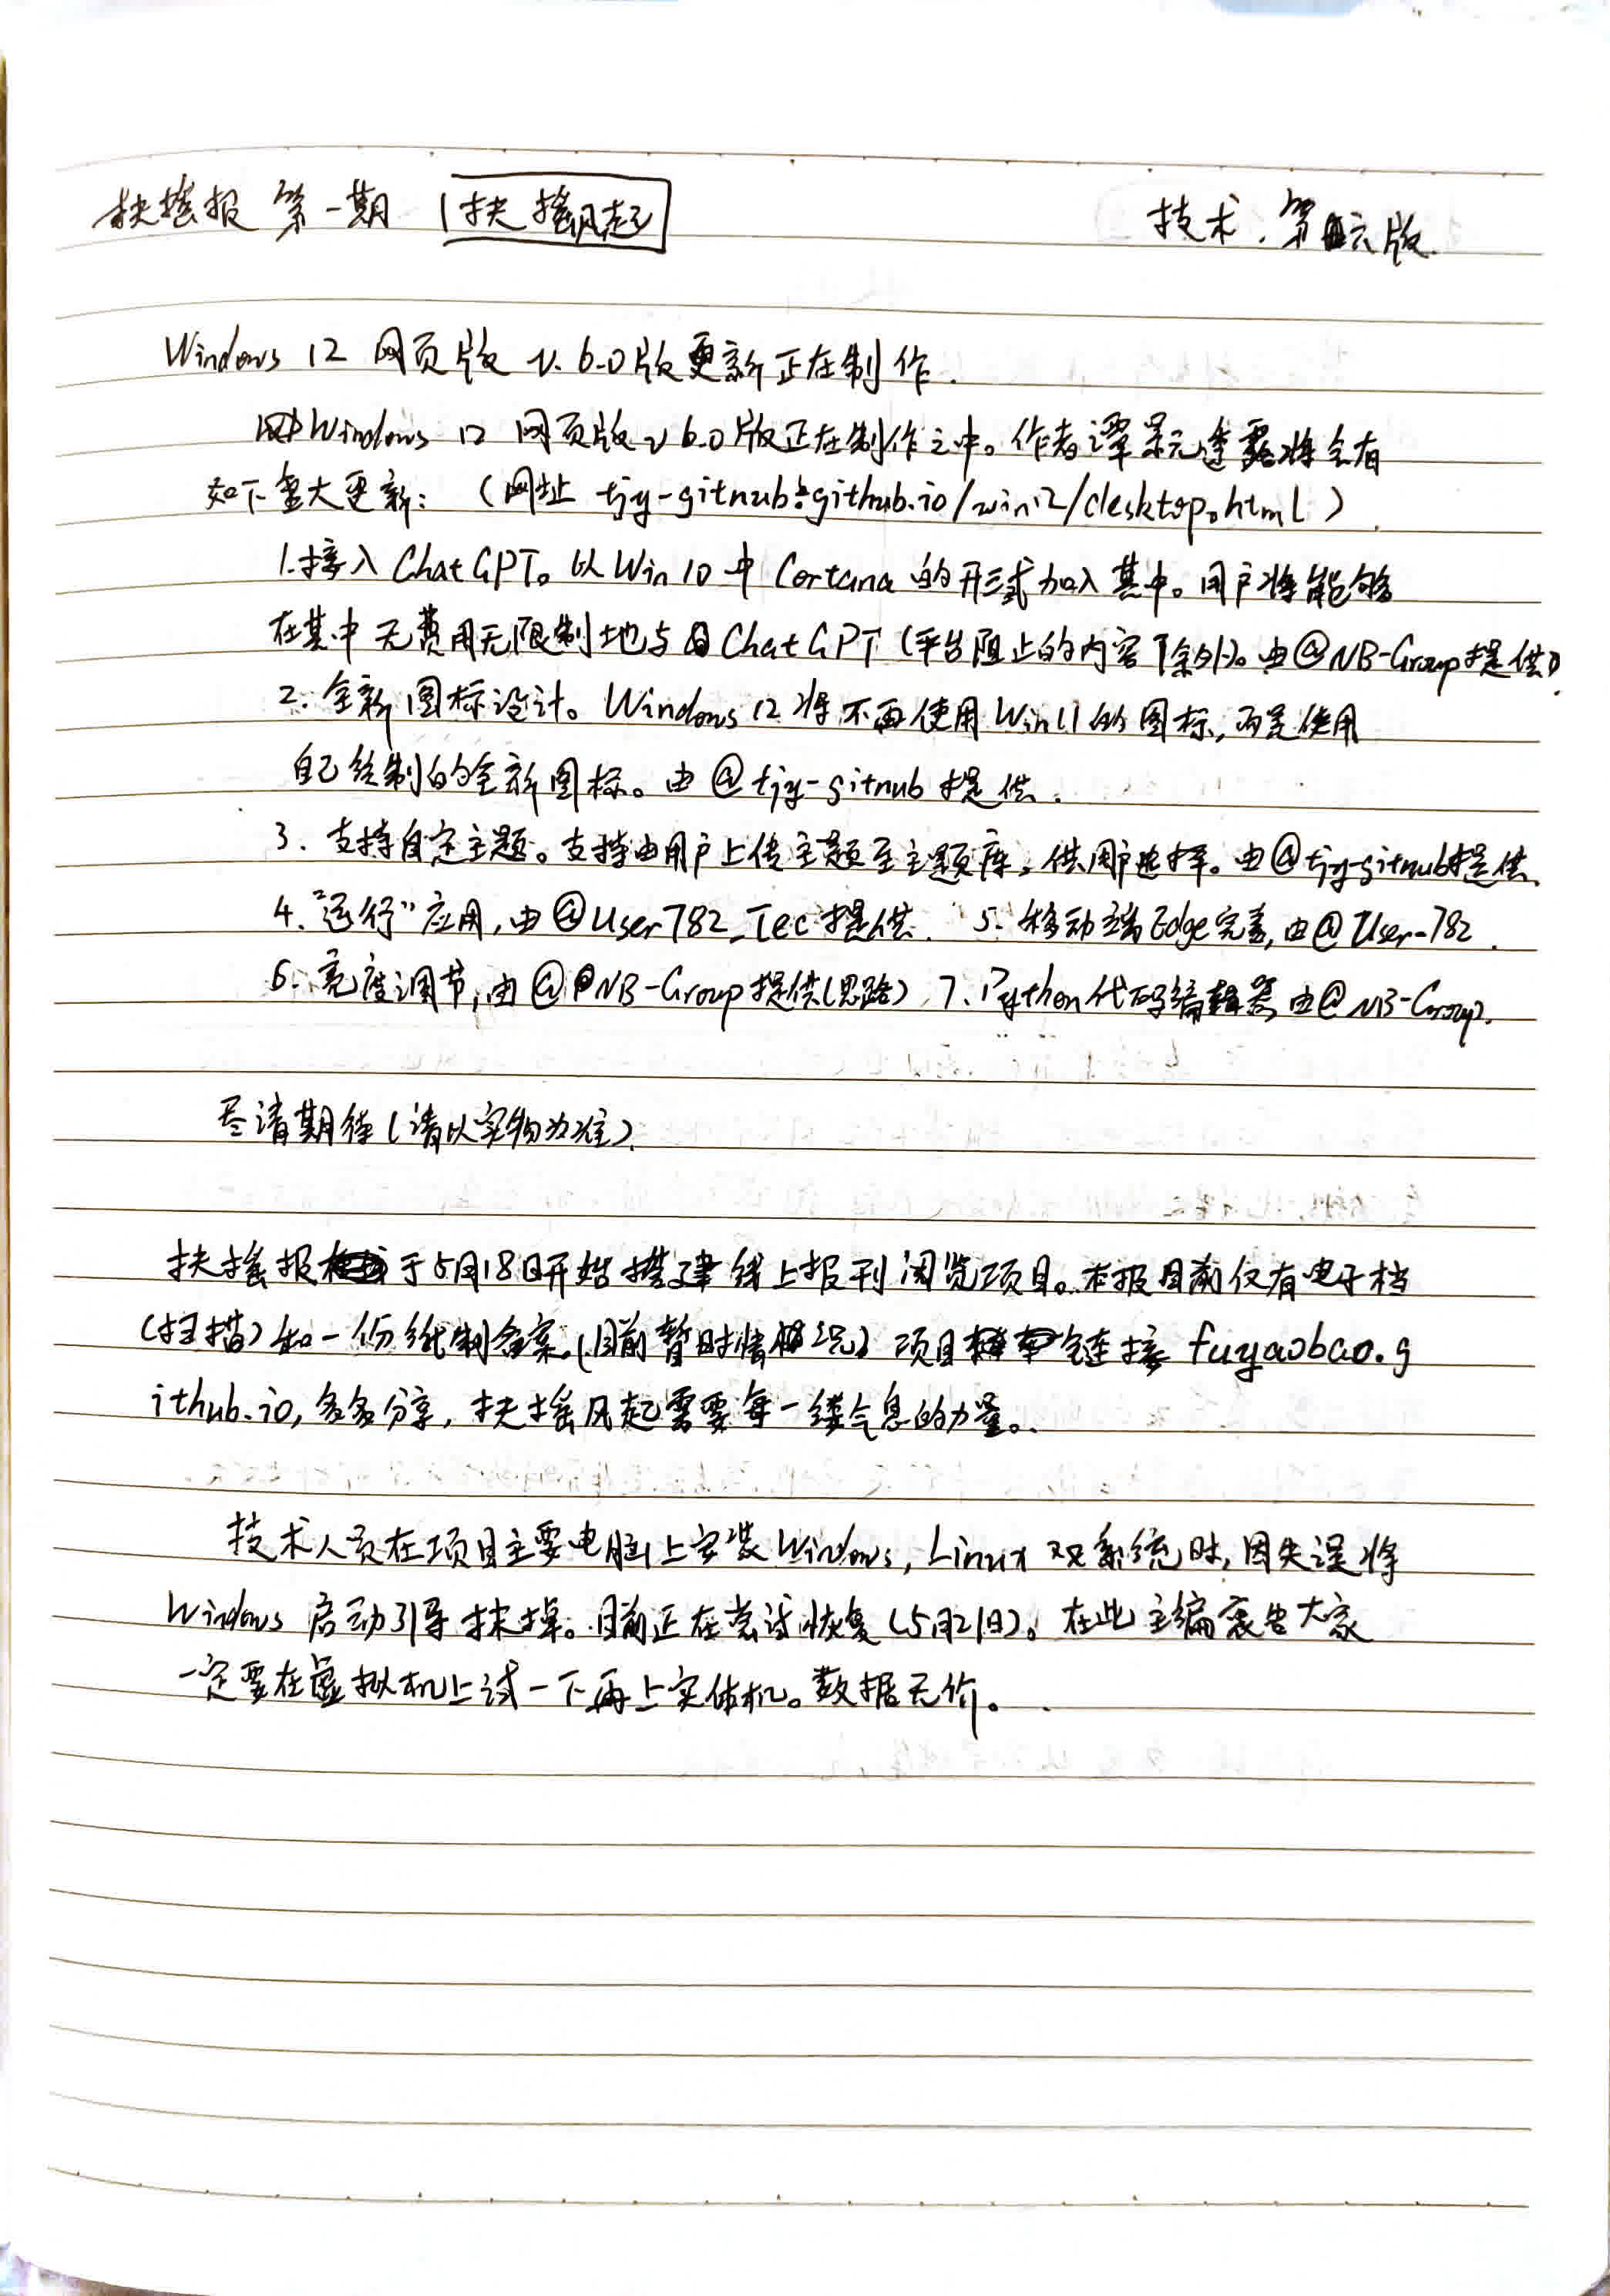 扶摇报 第一期 扶摇风起 技术.第六版.
Windows 12 网页版 v.6.0版更新正在制作.
Windows 12 网页版v6.0版正在制作之中。作者谭景元透露将会有
如下重大更新:(网址 tjy-gitnub.github.io/win12/desktop.html)
1.接入ChatGPT。以Win10中Cortana的形式加入其中。用户将能够
在其中无费用无限制地与ChatGPT(平台阻止的内容除外)。由@NB-Group提供)
2.全新图标设计。Windows 12将不再使用Win11的图标,而是使用
自己绘制的全新图标。由@tjy-gitnub提供.
3.支持自定主题。支持由用户上传主题至主题库,供用户选择。由@tjy-gitnub提供.
4.“运行”应用,由@User782_Tec提供. 5.移动端Edge完善,由@User-782.
6.亮度调节,由@NB-Group提供(思路) 7.Python代码编辑器,由@NB-Group.
尽请期待(请以实物为准).
扶摇报于5月18日开始搭建线上报刊阅览项目。本报目前仅有电子档
(扫描)和一份纸制备案.(目前暂时情况) 项目链接 fuyaobao.g
ithub.io,多多分享,扶摇风起需要每一缕气息的力量。
技术人员在项目主要电脑上安装Windows,Linux双系统时,因失误将
Windows 启动引导抹掉。目前正在尝试恢复(5月21日)。在此主编哀告大家
一定要在虚拟机上试一下再上实体机。数据无价。